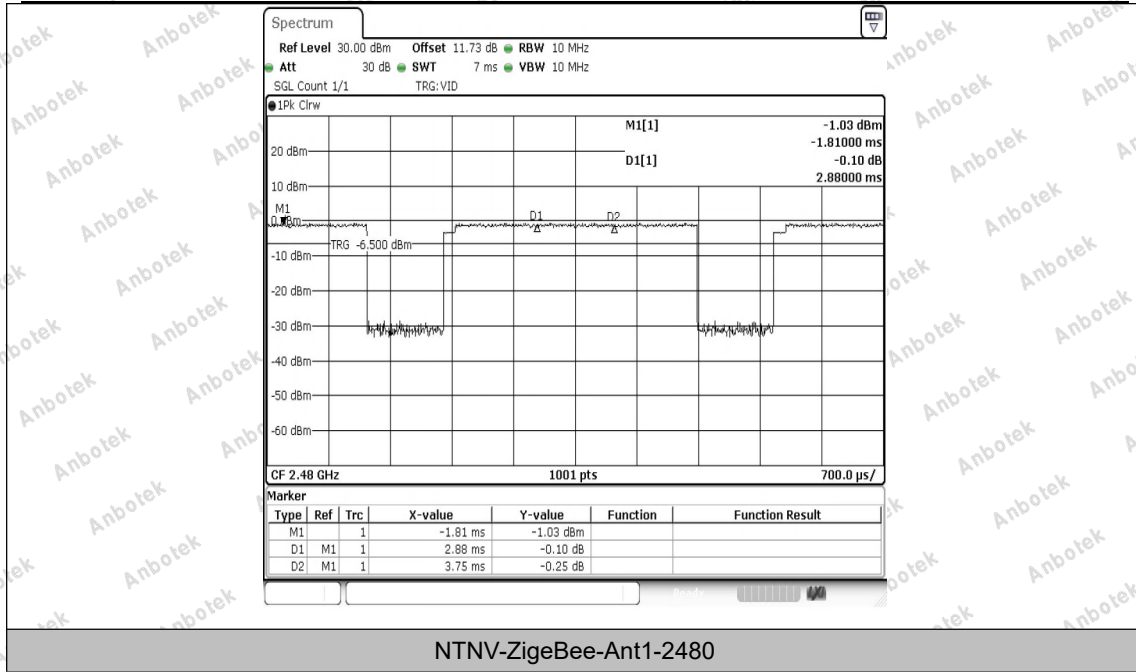 Spectrum
Ref Level 30.00 dBm Offset 11.73 dB RBW 10 MHz
Att 30 dB SWT 7 ms VBW 10 MHz
SGL Count 1/1 TRG:VID
1Pk Clrw
M1[1] -1.03 dBm
-1.81000 ms
20 dBm
D1[1] -0.10 dB
2.88000 ms
10 dBm
M1
D1 D2
0 dBm
TRG -6.500 dBm
-10 dBm
-20 dBm
-30 dBm
-40 dBm
-50 dBm
-60 dBm
CF 2.48 GHz 1001 pts 700.0 µs/
Marker
Type Ref Trc X-value Y-value Function Function Result
M1 1 -1.81 ms -1.03 dBm
D1 M1 1 2.88 ms -0.10 dB
D2 M1 1 3.75 ms -0.25 dB
Ready
NTNV-ZigeBee-Ant1-2480
Anbotek